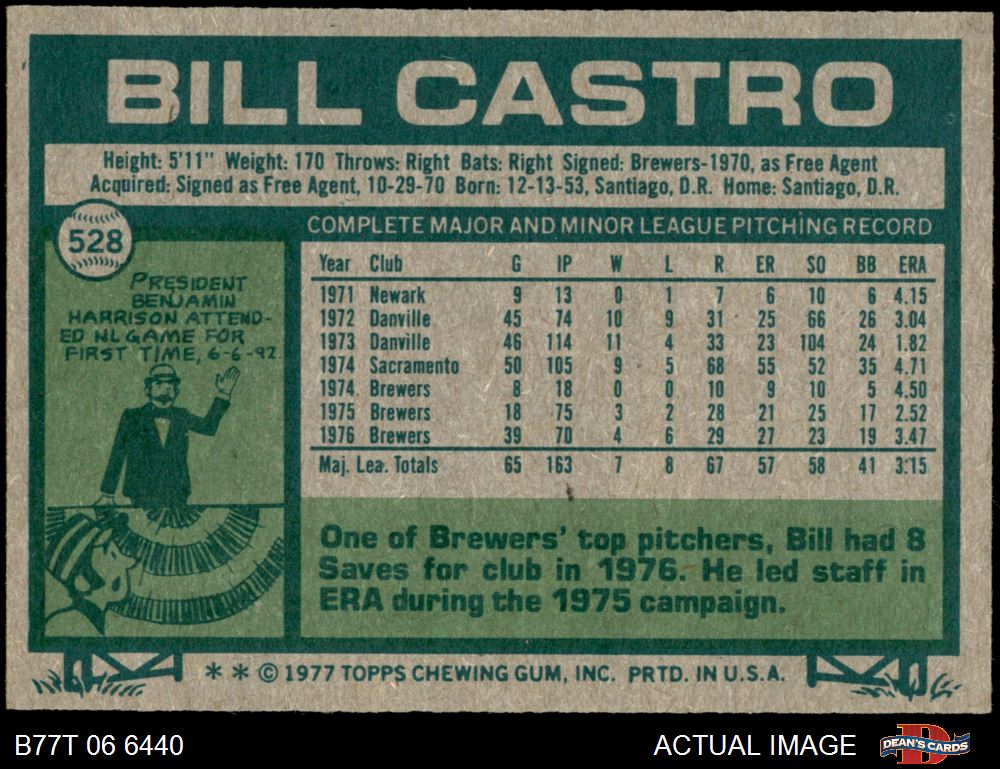 BILL CASTRO
Height: 5'11" Weight: 170 Throws: Right Bats: Right Signed: Brewers-1970, as Free Agent
Acquired: Signed as Free Agent, 10-29-70 Born: 12-13-53, Santiago, D.R. Home: Santiago, D.R.
528
PRESIDENT
BENJAMIN
HARRISON ATTEND-
ED NL GAME FOR
FIRST TIME, 6-6-92.
COMPLETE MAJOR AND MINOR LEAGUE PITCHING RECORD
Year Club G IP W L R ER SO BB ERA
1971 Newark 9 13 0 1 7 6 10 6 4.15
1972 Danville 45 74 10 9 31 25 66 26 3.04
1973 Danville 46 114 11 4 33 23 104 24 1.82
1974 Sacramento 50 105 9 5 68 55 52 35 4.71
1974 Brewers 8 18 0 0 10 9 10 5 4.50
1975 Brewers 18 75 3 2 28 21 25 17 2.52
1976 Brewers 39 70 4 6 29 27 23 19 3.47
Maj. Lea. Totals 65 163 7 8 67 57 58 41 3.15
One of Brewers' top pitchers, Bill had 8
Saves for club in 1976. He led staff in
ERA during the 1975 campaign.
** © 1977 TOPPS CHEWING GUM, INC. PRTD. IN U.S.A.
B77T 06 6440
ACTUAL IMAGE
DEAN'S CARDS